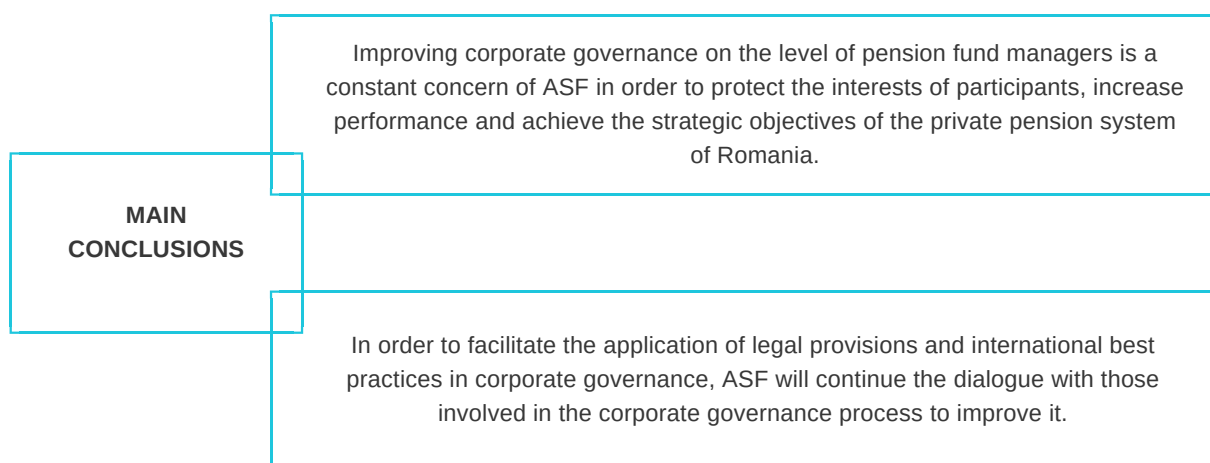 MAIN
CONCLUSIONS
Improving corporate governance on the level of pension fund managers is a
constant concern of ASF in order to protect the interests of participants, increase
performance and achieve the strategic objectives of the private pension system
of Romania.
In order to facilitate the application of legal provisions and international best
practices in corporate governance, ASF will continue the dialogue with those
involved in the corporate governance process to improve it.